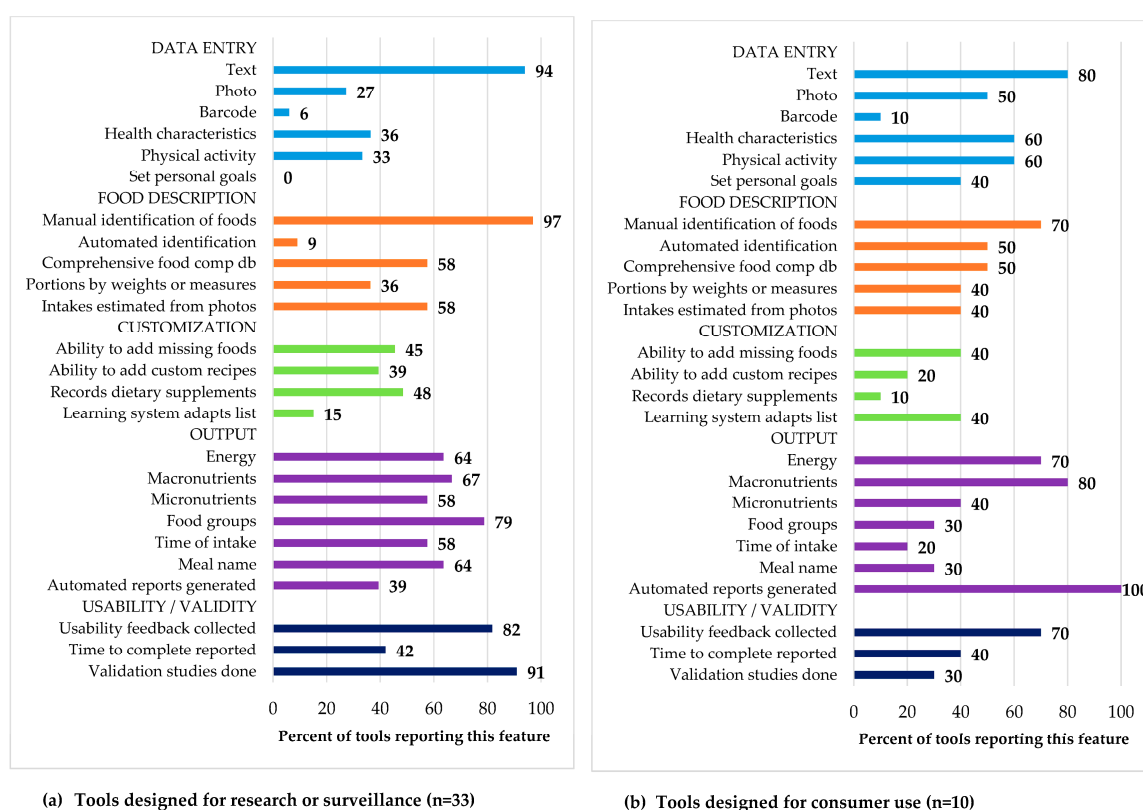 DATA ENTRY
Text 94
Photo 27
Barcode 6
Health characteristics 36
Physical activity 33
Set personal goals 0
FOOD DESCRIPTION
Manual identification of foods 97
Automated identification 9
Comprehensive food comp db 58
Portions by weights or measures 36
Intakes estimated from photos 58
CUSTOMIZATION
Ability to add missing foods 45
Ability to add custom recipes 39
Records dietary supplements 48
Learning system adapts list 15
OUTPUT
Energy 64
Macronutrients 67
Micronutrients 58
Food groups 79
Time of intake 58
Meal name 64
Automated reports generated 39
USABILITY / VALIDITY
Usability feedback collected 82
Time to complete reported 42
Validation studies done 91
0 20 40 60 80 100
Percent of tools reporting this feature
(a) Tools designed for research or surveillance (n=33)
DATA ENTRY
Text 80
Photo 50
Barcode 10
Health characteristics 60
Physical activity 60
Set personal goals 40
FOOD DESCRIPTION
Manual identification of foods 70
Automated identification 50
Comprehensive food comp db 50
Portions by weights or measures 40
Intakes estimated from photos 40
CUSTOMIZATION
Ability to add missing foods 40
Ability to add custom recipes 20
Records dietary supplements 10
Learning system adapts list 40
OUTPUT
Energy 70
Macronutrients 80
Micronutrients 40
Food groups 30
Time of intake 20
Meal name 30
Automated reports generated 100
USABILITY / VALIDITY
Usability feedback collected 70
Time to complete reported 40
Validation studies done 30
0 20 40 60 80 100
Percent of tools reporting this feature
(b) Tools designed for consumer use (n=10)